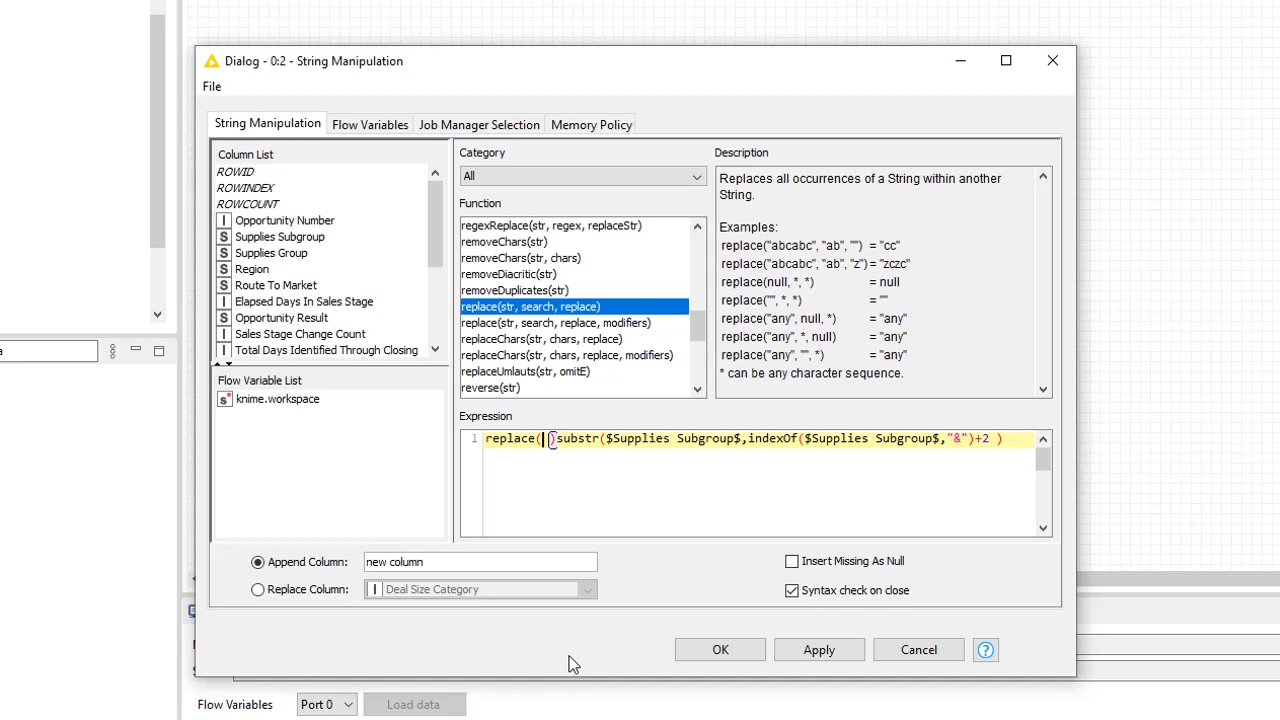 Dialog - 0:2 - String Manipulation
File
String Manipulation
Flow Variables
Job Manager Selection
Memory Policy
Column List
ROWID
ROWINDEX
ROWCOUNT
I Opportunity Number
S Supplies Subgroup
S Supplies Group
S Region
S Route To Market
I Elapsed Days In Sales Stage
S Opportunity Result
I Sales Stage Change Count
I Total Days Identified Through Closing
Flow Variable List
s knime.workspace
Category
All
Function
regexReplace(str, regex, replaceStr)
removeChars(str)
removeChars(str, chars)
removeDiacritic(str)
removeDuplicates(str)
replace(str, search, replace)
replace(str, search, replace, modifiers)
replaceChars(str, chars, replace)
replaceChars(str, chars, replace, modifiers)
replaceUmlauts(str, omitE)
reverse(str)
Description
Replaces all occurrences of a String within another
String.
Examples:
replace("abcabc", "ab", "") = "cc"
replace("abcabc", "ab", "z") = "zczc"
replace(null, *, *) = null
replace("", *, *) = ""
replace("any", null, *) = "any"
replace("any", *, null) = "any"
replace("any", "", *) = "any"
* can be any character sequence.
Expression
1 replace( )substr($Supplies Subgroup$,indexOf($Supplies Subgroup$,"&")+2 )
Append Column: new column
Replace Column: I Deal Size Category
Insert Missing As Null
Syntax check on close
OK
Apply
Cancel
?
a
Flow Variables
Port 0
Load data